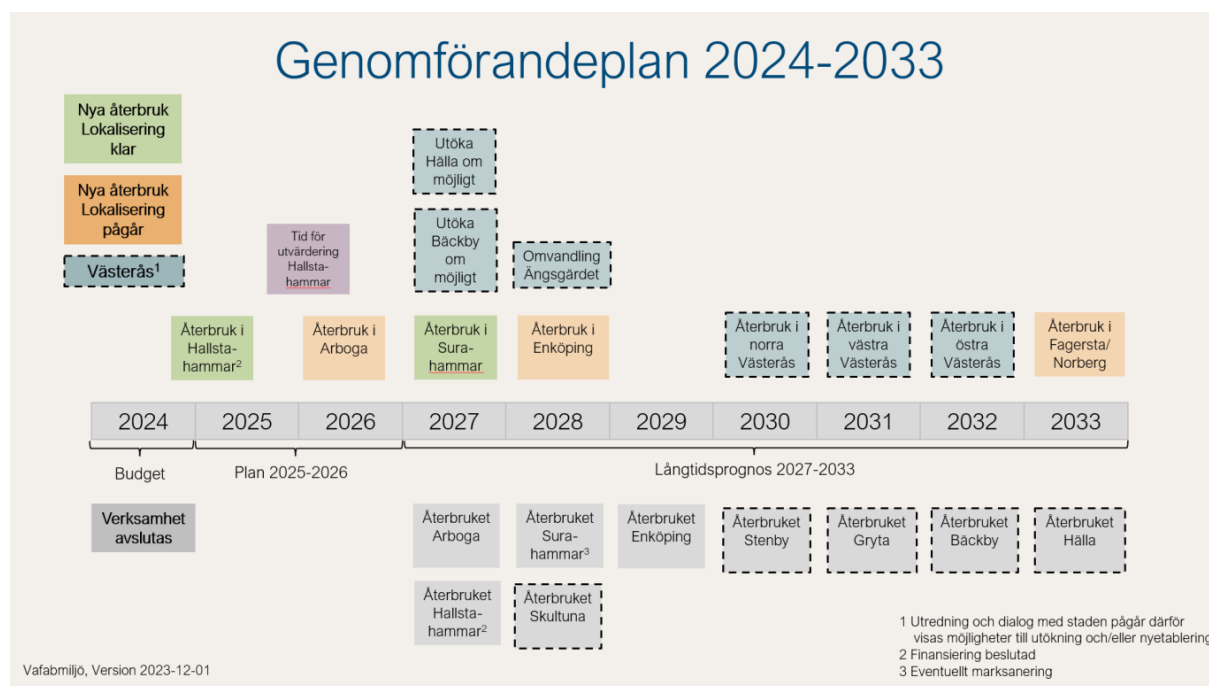 Genomförandeplan 2024-2033
Nya återbruk
Lokalisering
klar
Nya återbruk
Lokalisering
pågår
Västerås¹
Utöka
Hälla om
möjligt
Utöka
Bäckby
om
möjligt
Tid för
utvärdering
Hallsta-
hammar
Omvandling
Ängsgärdet
Återbruk i
Hallsta-
hammar²
Återbruk i
Arboga
Återbruk i
Sura-
hammar
Återbruk i
Enköping
Återbruk i
norra
Västerås
Återbruk i
västra
Västerås
Återbruk i
östra
Västerås
Återbruk i
Fagersta/
Norberg
2024 2025 2026 2027 2028 2029 2030 2031 2032 2033
Budget
Plan 2025-2026
Långtidsprognos 2027-2033
Verksamhet
avslutas
Återbruket
Arboga
Återbruket
Sura-
hammar³
Återbruket
Enköping
Återbruket
Stenby
Återbruket
Gryta
Återbruket
Bäckby
Återbruket
Hälla
Återbruket
Hallsta-
hammar²
Återbruket
Skultuna
1 Utredning och dialog med staden pågår därför
visas möjligheter till utökning och/eller nyetablering
2 Finansiering beslutad
3 Eventuellt marksanering
Vafabmiljö, Version 2023-12-01